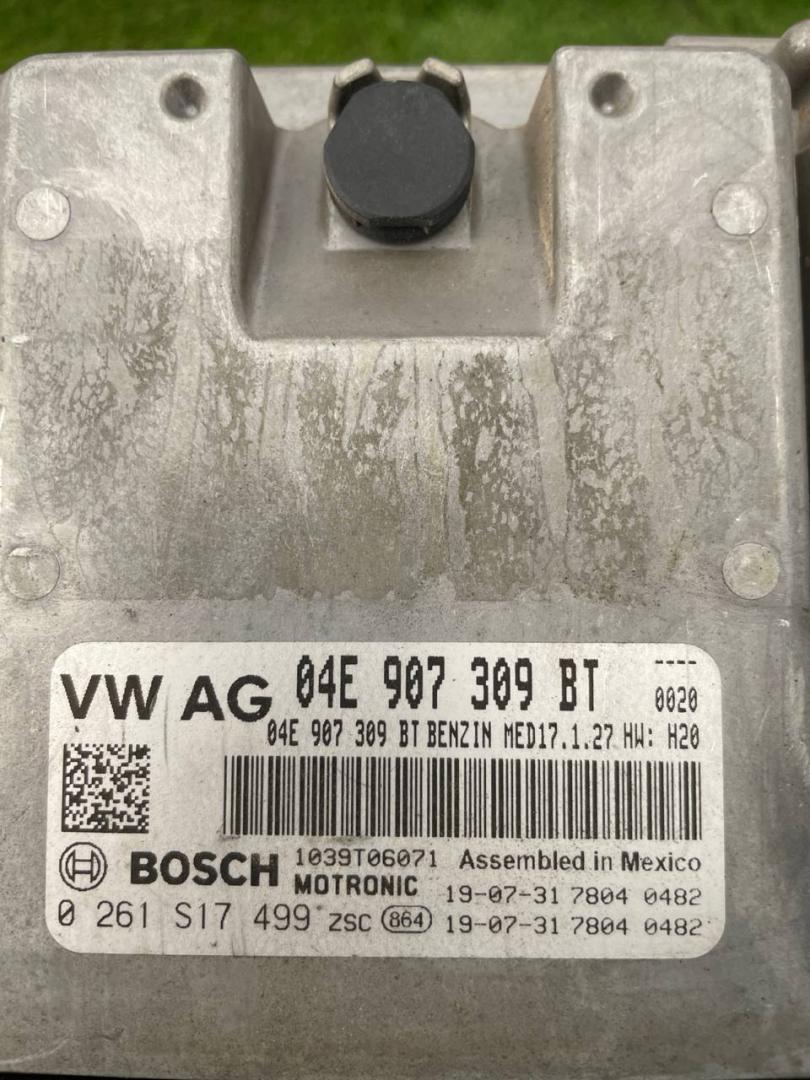 VW AG 04E 907 309 BT ----
0020
04E 907 309 BT BENZIN MED17.1.27 HW: H20
BOSCH 1039T06071 Assembled in Mexico
MOTRONIC 19-07-31 7804 0482
0 261 S17 499 ZSC 864 19-07-31 7804 0482